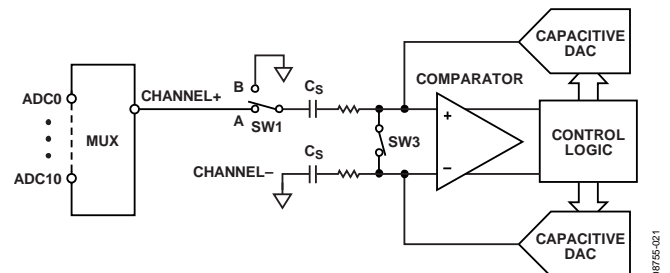 CAPACITIVE
DAC
COMPARATOR
ADC0
ADC10
MUX
CHANNEL+
B
A
SW1
CS
+
–
SW3
CS
CHANNEL–
CONTROL
LOGIC
CAPACITIVE
DAC
08755-021